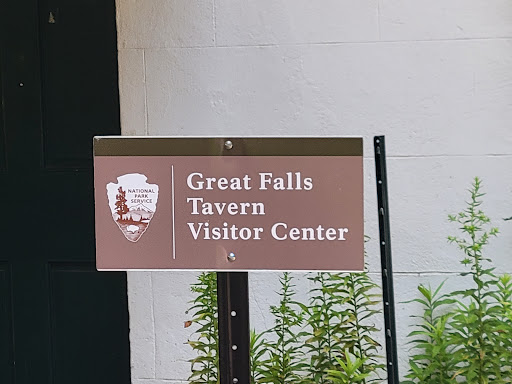 NATIONAL
PARK
SERVICE
Great Falls
Tavern
Visitor Center